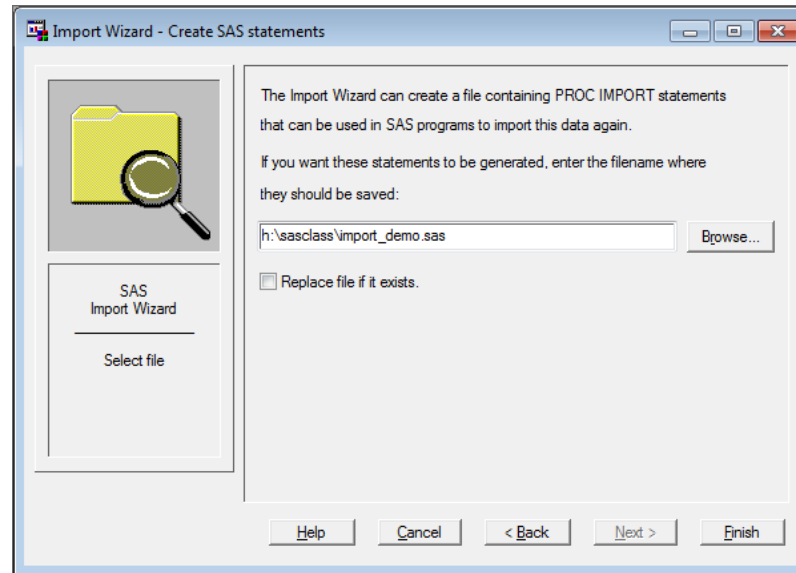 Import Wizard - Create SAS statements
The Import Wizard can create a file containing PROC IMPORT statements
that can be used in SAS programs to import this data again.
If you want these statements to be generated, enter the filename where
they should be saved:
h:\sasclass\import_demo.sas
Browse...
Replace file if it exists.
SAS
Import Wizard
Select file
Help
Cancel
< Back
Next >
Finish